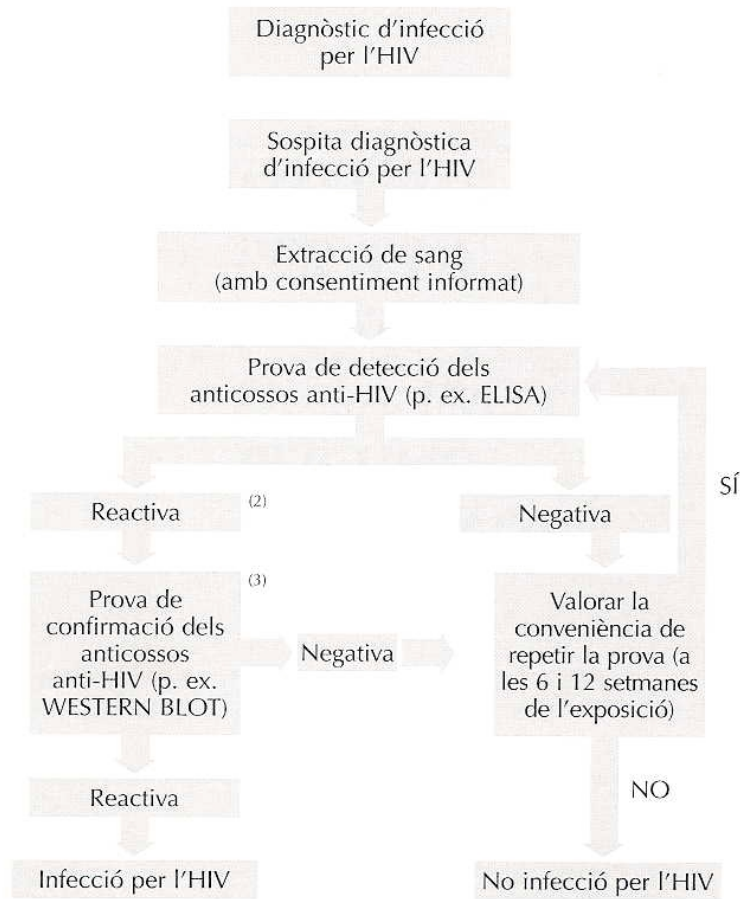 Diagnòstic d'infecció
per l'HIV
Sospita diagnòstica
d'infecció per l'HIV
Extracció de sang
(amb consentiment informat)
Prova de detecció dels
anticossos anti-HIV (p. ex. ELISA)
SÍ
Reactiva
(2)
Negativa
(3)
Prova de
confirmació dels
anticossos
anti-HIV (p. ex.
WESTERN BLOT)
Negativa
Valorar la
conveniència de
repetir la prova (a
les 6 i 12 setmanes
de l'exposició)
Reactiva
NO
Infecció per l'HIV
No infecció per l'HIV